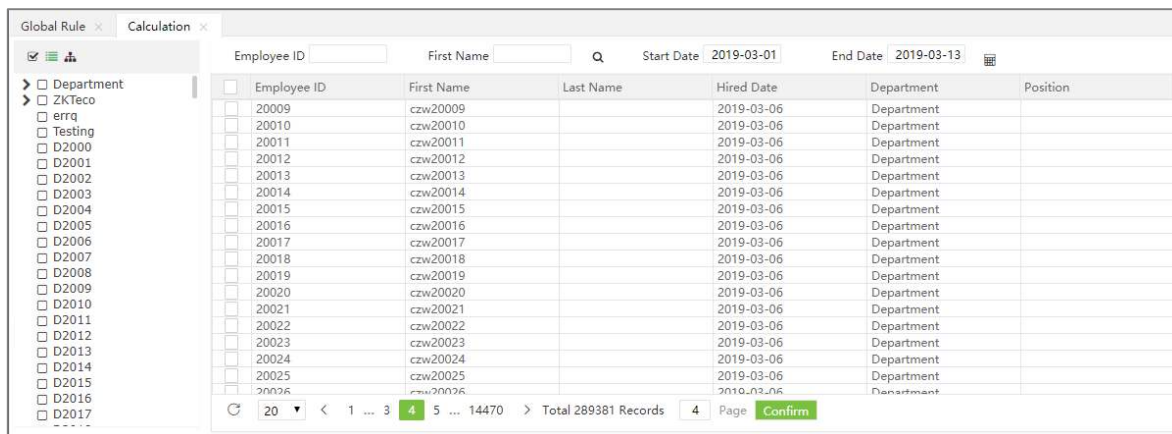 Global Rule × Calculation ×
Employee ID First Name Start Date 2019-03-01 End Date 2019-03-13
Department
ZKTeco
errq
Testing
D2000
D2001
D2002
D2003
D2004
D2005
D2006
D2007
D2008
D2009
D2010
D2011
D2012
D2013
D2014
D2015
D2016
D2017
Employee ID First Name Last Name Hired Date Department Position
20009 czw20009 2019-03-06 Department
20010 czw20010 2019-03-06 Department
20011 czw20011 2019-03-06 Department
20012 czw20012 2019-03-06 Department
20013 czw20013 2019-03-06 Department
20014 czw20014 2019-03-06 Department
20015 czw20015 2019-03-06 Department
20016 czw20016 2019-03-06 Department
20017 czw20017 2019-03-06 Department
20018 czw20018 2019-03-06 Department
20019 czw20019 2019-03-06 Department
20020 czw20020 2019-03-06 Department
20021 czw20021 2019-03-06 Department
20022 czw20022 2019-03-06 Department
20023 czw20023 2019-03-06 Department
20024 czw20024 2019-03-06 Department
20025 czw20025 2019-03-06 Department
20026 czw20026 2019-03-06 Department
20 < 1 ... 3 4 5 ... 14470 > Total 289381 Records 4 Page Confirm